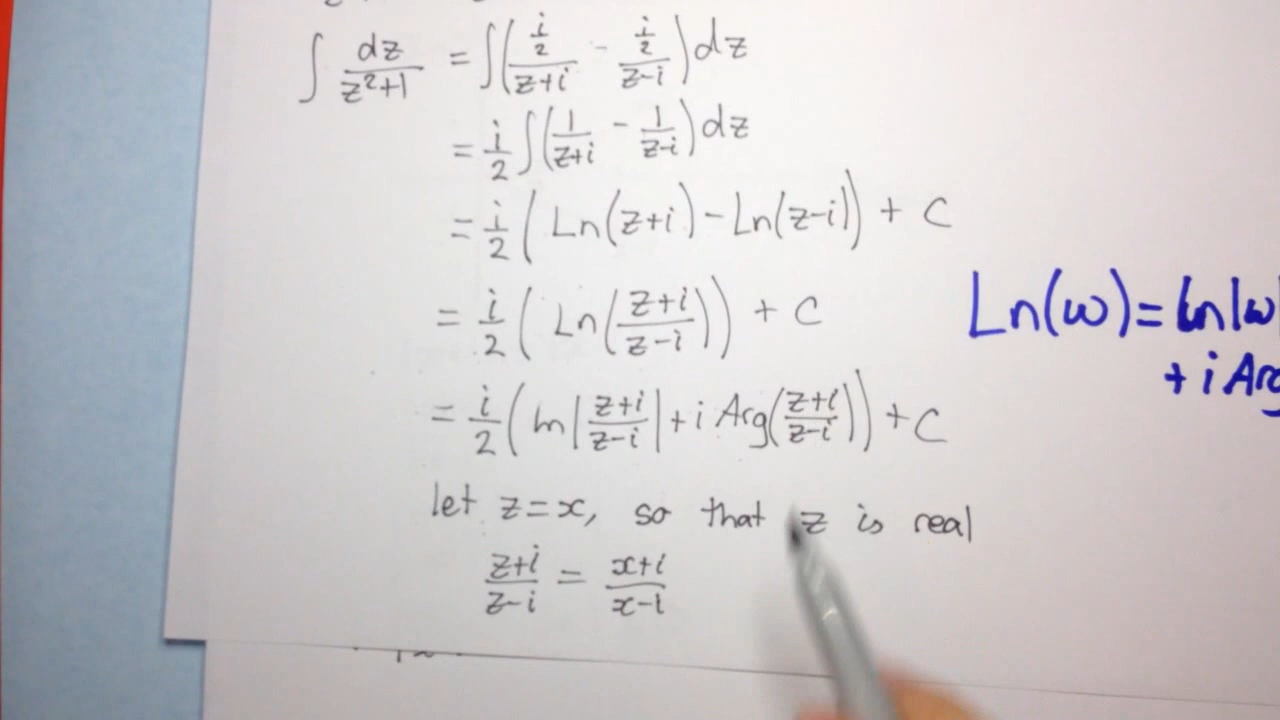 ∫ dz/(z²+1) = ∫( (i/2)/(z+i) - (i/2)/(z-i) ) dz
= i/2 ∫( 1/(z+i) - 1/(z-i) ) dz
= i/2 ( Ln(z+i) - Ln(z-i) ) + C
= i/2 ( Ln( (z+i)/(z-i) ) ) + C
Ln(w) = ln|w|
+ i Arg
= i/2 ( ln| (z+i)/(z-i) | + i Arg( (z+i)/(z-i) ) ) + C
let z=x, so that z is real
(z+i)/(z-i) = (x+i)/(x-i)